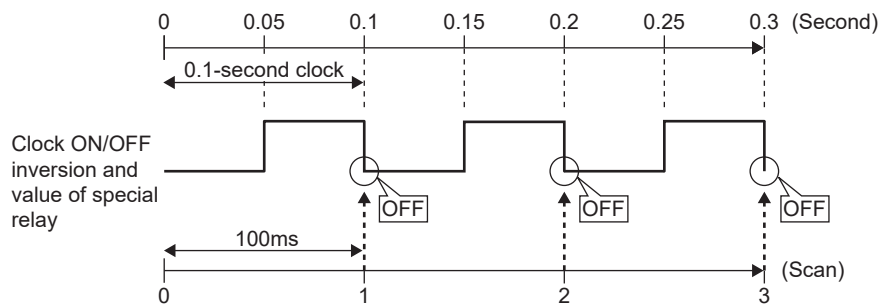 0 0.05 0.1 0.15 0.2 0.25 0.3 (Second)
0.1-second clock
Clock ON/OFF
inversion and
value of special
relay
OFF OFF OFF
100ms
(Scan)
0 1 2 3